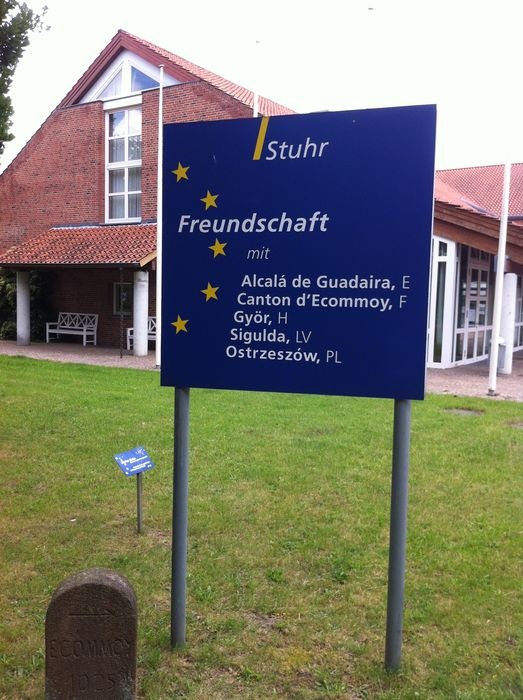 Stuhr
Freundschaft
mit
Alcalá de Guadaira, E
Canton d'Ecommoy, F
Györ, H
Sigulda, LV
Ostrzeszów, PL
ECOMMOY